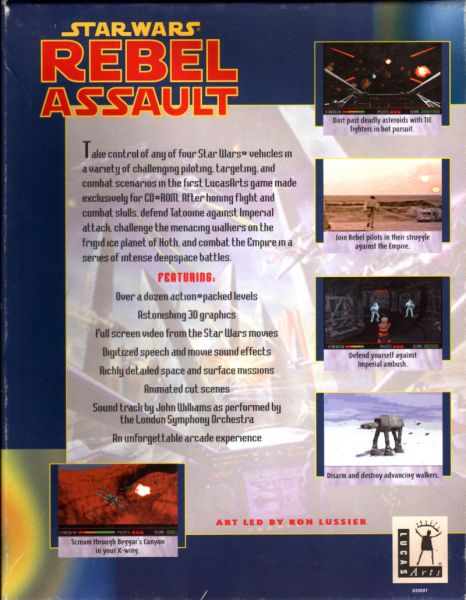 STAR WARS®
REBEL
ASSAULT
Take control of any of four Star Wars® vehicles in
a variety of challenging piloting, targeting, and
combat scenarios in the first LucasArts game made
exclusively for CD-ROM. After honing flight and
combat skills, defend Tatooine against Imperial
attack, challenge the menacing walkers on the
frigid ice planet of Hoth, and combat the Empire in a
series of intense deepspace battles.
FEATURING:
Over a dozen action-packed levels
Astonishing 3D graphics
Full screen video from the Star Wars movies
Digitized speech and movie sound effects
Richly detailed space and surface missions
Animated cut scenes
Sound track by John Williams as performed by
the London Symphony Orchestra
An unforgettable arcade experience
Dart past deadly asteroids with TIE
fighters in hot pursuit.
Join Rebel pilots in their struggle
against the Empire.
Defend yourself against
Imperial ambush.
Disarm and destroy advancing walkers.
Scream through Beggar's Canyon
in your X-wing.
ART LED BY RON LUSSIER
LUCAS
Arts
632601